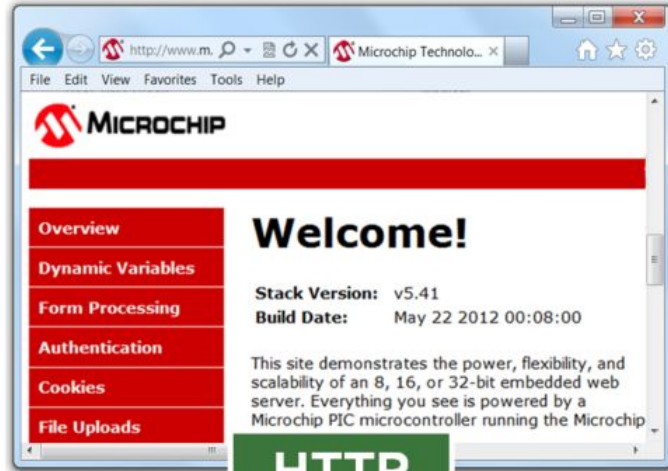 http://www.m.
Microchip Technolo...
File Edit View Favorites Tools Help
MICROCHIP
Overview
Dynamic Variables
Form Processing
Authentication
Cookies
File Uploads
Welcome!
Stack Version: v5.41
Build Date: May 22 2012 00:08:00
This site demonstrates the power, flexibility, and
scalability of an 8, 16, or 32-bit embedded web
server. Everything you see is powered by a
Microchip PIC microcontroller running the Microchip
HTTP